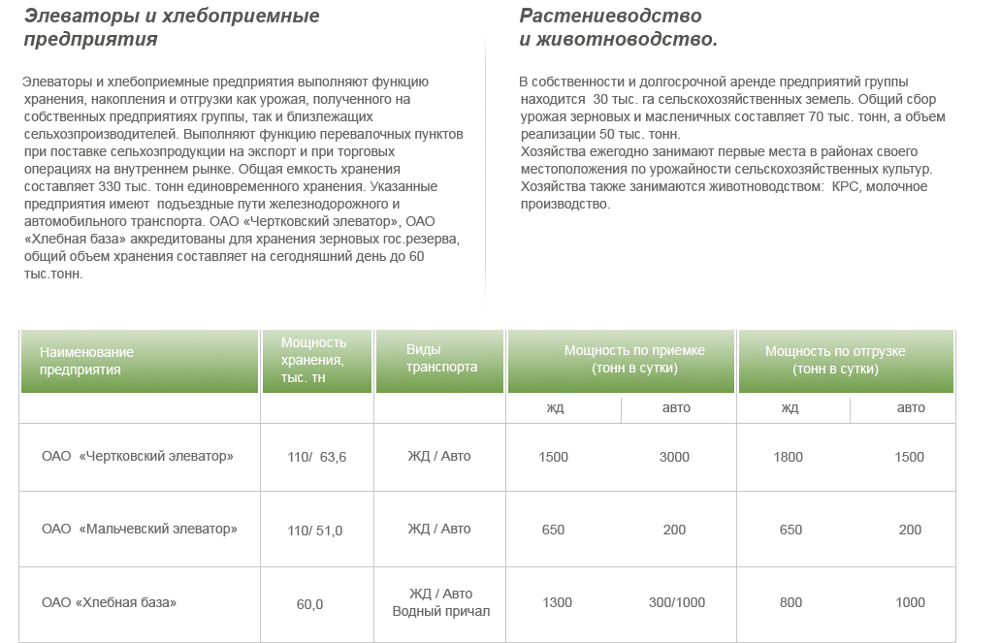 Элеваторы и хлебоприемные
предприятия
Элеваторы и хлебоприемные предприятия выполняют функцию
хранения, накопления и отгрузки как урожая, полученного на
собственных предприятиях группы, так и близлежащих
сельхозпроизводителей. Выполняют функцию перевалочных пунктов
при поставке сельхозпродукции на экспорт и при торговых
операциях на внутреннем рынке. Общая емкость хранения
составляет 330 тыс. тонн единовременного хранения. Указанные
предприятия имеют подъездные пути железнодорожного и
автомобильного транспорта. ОАО «Чертковский элеватор», ОАО
«Хлебная база» аккредитованы для хранения зерновых гос.резерва,
общий объем хранения составляет на сегодняшний день до 60
тыс.тонн.
Растениеводство
и животноводство.
В собственности и долгосрочной аренде предприятий группы
находится 30 тыс. га сельскохозяйственных земель. Общий сбор
урожая зерновых и масленичных составляет 70 тыс. тонн, а объем
реализации 50 тыс. тонн.
Хозяйства ежегодно занимают первые места в районах своего
местоположения по урожайности сельскохозяйственных культур.
Хозяйства также занимаются животноводством: КРС, молочное
производство.
Наименование
предприятия
Мощность
хранения,
тыс. тн
Виды
транспорта
Мощность по приемке
(тонн в сутки)
Мощность по отгрузке
(тонн в сутки)
жд авто жд авто
ОАО «Чертковский элеватор» 110/ 63,6 ЖД / Авто 1500 3000 1800 1500
ОАО «Мальчевский элеватор» 110/ 51,0 ЖД / Авто 650 200 650 200
ОАО «Хлебная база» 60,0 ЖД / Авто
Водный причал 1300 300/1000 800 1000